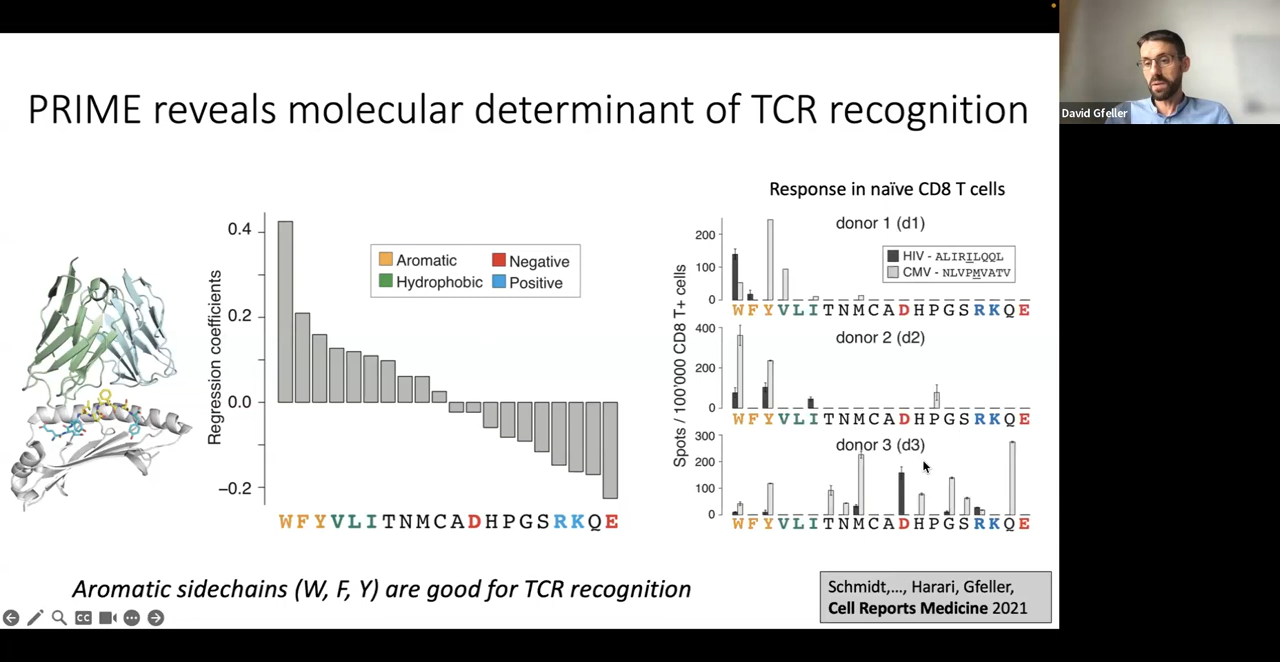 David Gfeller
PRIME reveals molecular determinant of TCR recognition
Regression coefficients
0.4
0.2
0.0
−0.2
Aromatic
Hydrophobic
Negative
Positive
W F Y V L I T N M C A D H P G S R K Q E
Response in naïve CD8 T cells
Spots / 100'000 CD8 T+ cells
donor 1 (d1)
200
100
0
HIV - ALIRILQQL
CMV - NLVPMVATV
W F Y V L I T N M C A D H P G S R K Q E
donor 2 (d2)
400
200
0
W F Y V L I T N M C A D H P G S R K Q E
donor 3 (d3)
300
200
100
0
W F Y V L I T N M C A D H P G S R K Q E
Aromatic sidechains (W, F, Y) are good for TCR recognition
Schmidt,..., Harari, Gfeller,
Cell Reports Medicine 2021
CC